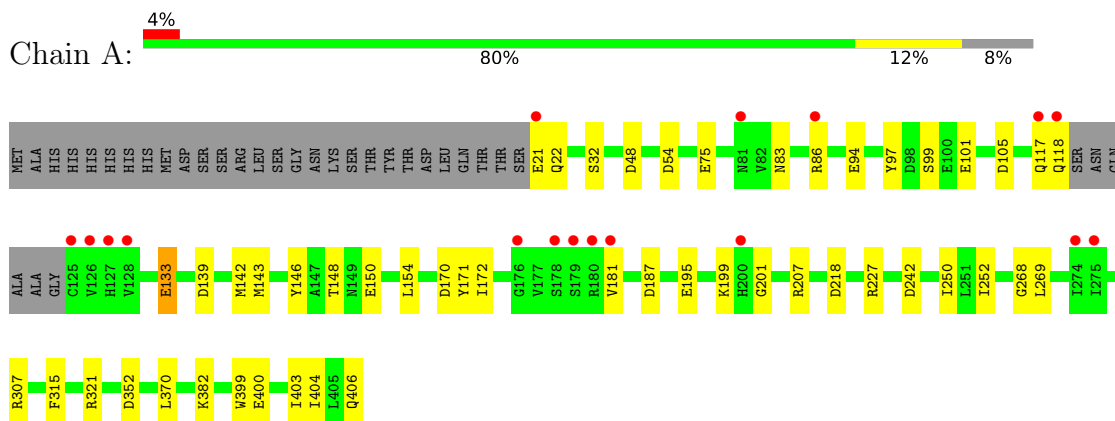 4%
Chain A:
80% 12% 8%
MET ALA HIS HIS HIS HIS HIS HIS MET ASP SER SER ARG LEU SER GLY ASN LYS SER THR TYR THR ASP LEU GLN THR THR SER E21 Q22 S32 D48 D54 E75 N81 V82 N83 R86 E94 Y97 D98 S99 E100 E101 D105 Q117 Q118 SER ASN GLN
ALA ALA GLY C125 V126 H127 V128 E133 D139 M142 M143 Y146 A147 T148 N149 E150 L154 D170 Y171 I172 G176 V177 S178 S179 R180 V181 D187 E195 K199 H200 G201 R207 D218 R227 D242 I250 L251 I252 G268 L269 I274 I275
R307 F315 R321 D352 L370 K382 W399 E400 I403 I404 L405 Q406